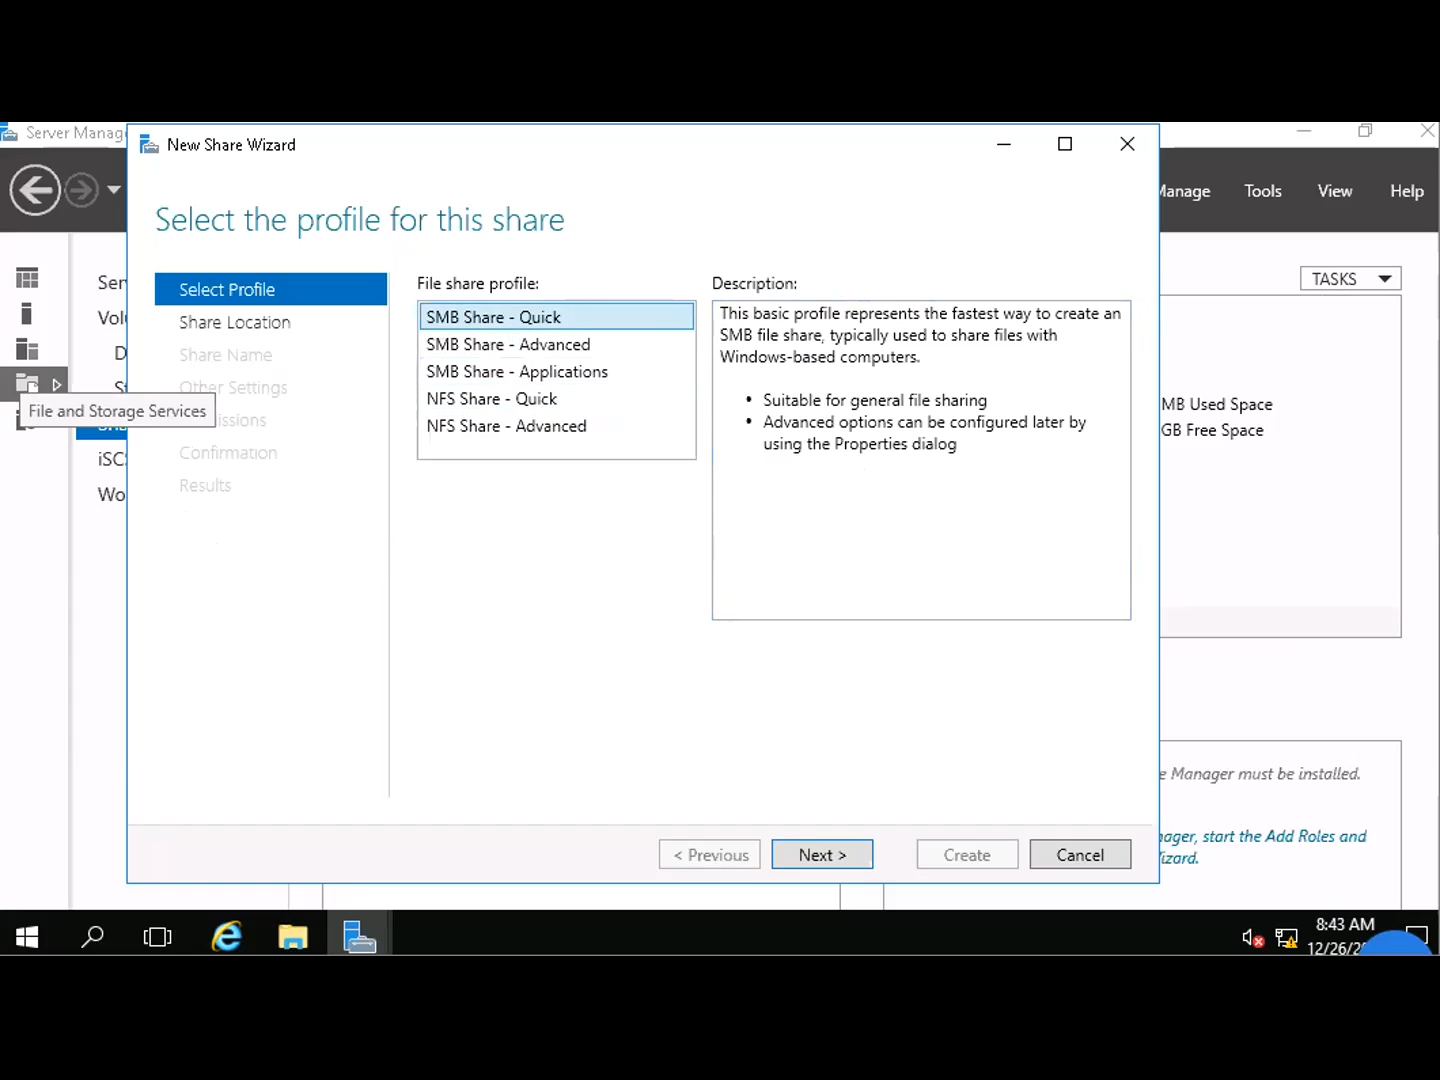 Server Manag
New Share Wizard
Manage
Tools
View
Help
Select the profile for this share
Select Profile
Share Location
Share Name
Other Settings
issions
Confirmation
Results
File share profile:
SMB Share - Quick
SMB Share - Advanced
SMB Share - Applications
NFS Share - Quick
NFS Share - Advanced
Description:
This basic profile represents the fastest way to create an
SMB file share, typically used to share files with
Windows-based computers.
• Suitable for general file sharing
• Advanced options can be configured later by
using the Properties dialog
Ser
Volu
D
St
File and Storage Services
iSCS
Wo
TASKS
MB Used Space
GB Free Space
e Manager must be installed.
ager, start the Add Roles and
izard.
< Previous
Next >
Create
Cancel
8:43 AM
12/26/2